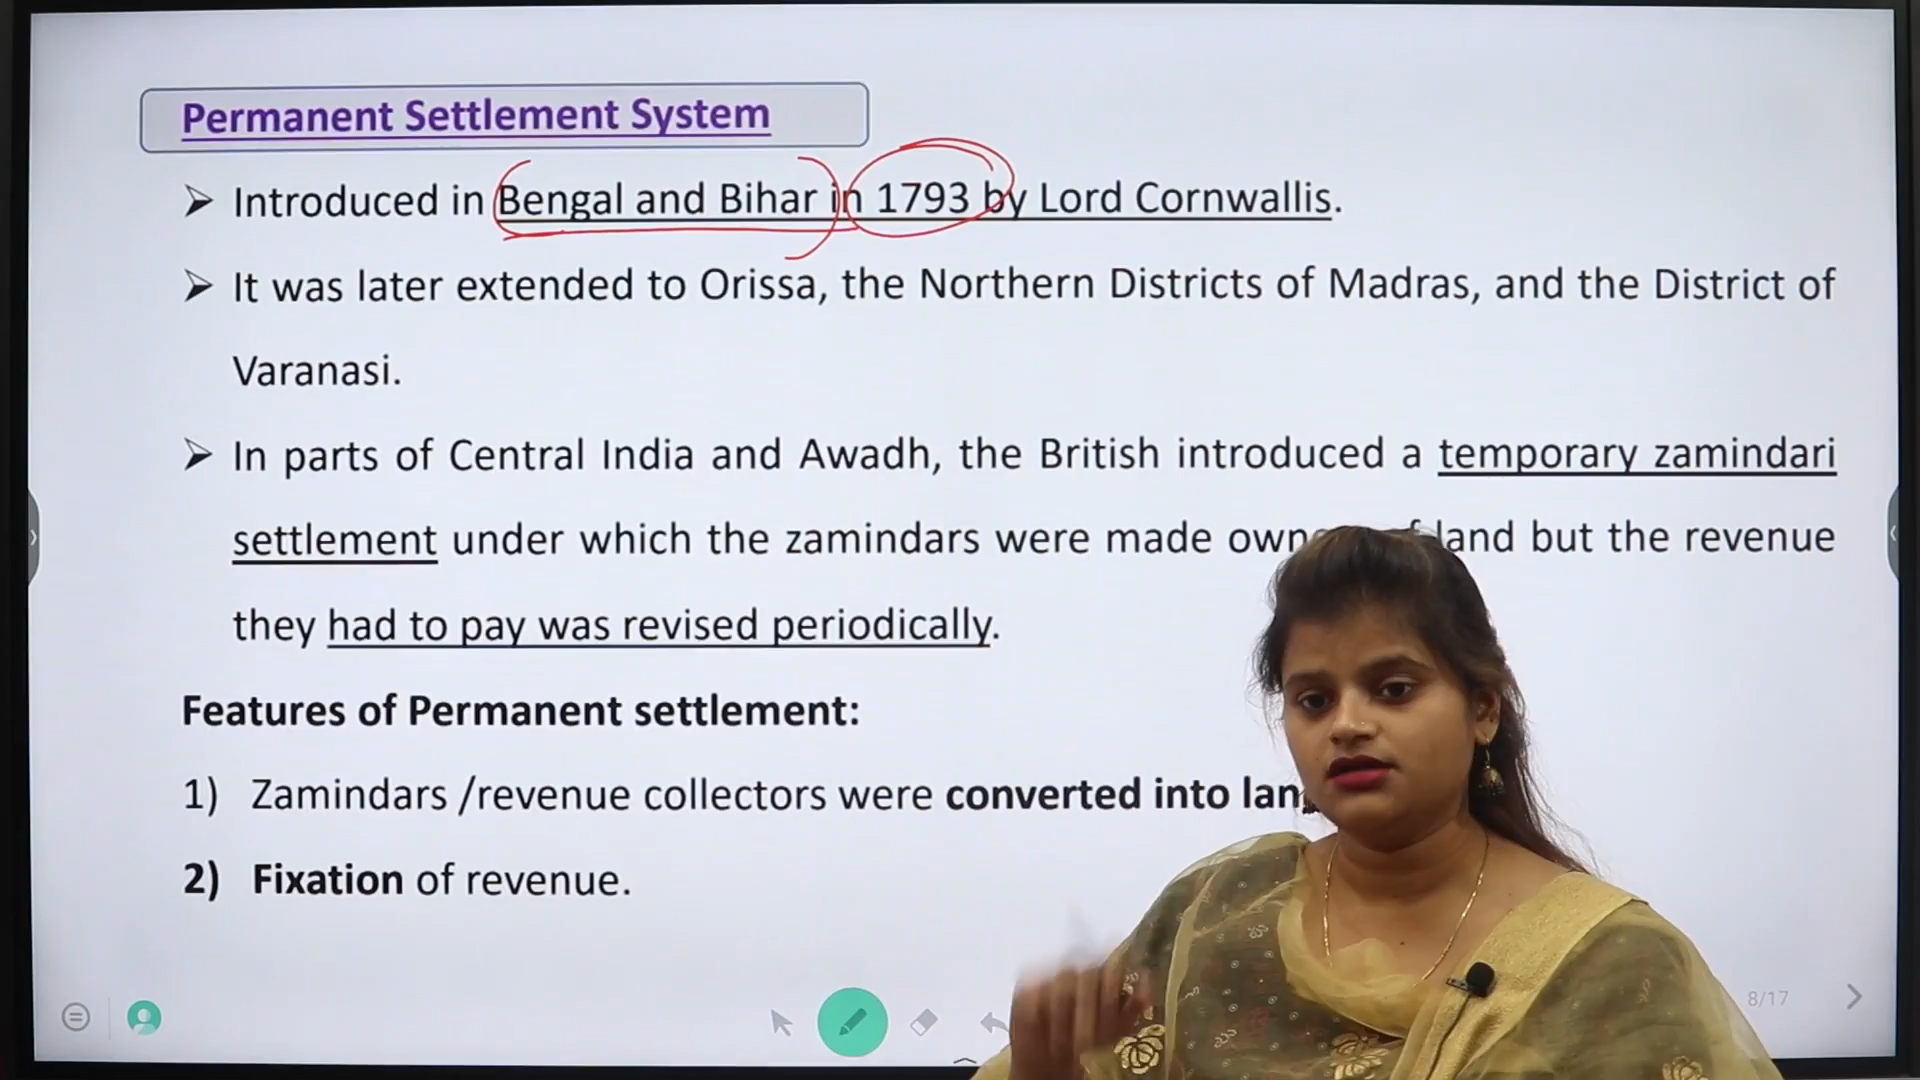 Permanent Settlement System
➢ Introduced in Bengal and Bihar in 1793 by Lord Cornwallis.
➢ It was later extended to Orissa, the Northern Districts of Madras, and the District of
Varanasi.
➢ In parts of Central India and Awadh, the British introduced a temporary zamindari
settlement under which the zamindars were made land but the revenue
they had to pay was revised periodically.
Features of Permanent settlement:
1) Zamindars /revenue collectors were converted into
2) Fixation of revenue.
8/17